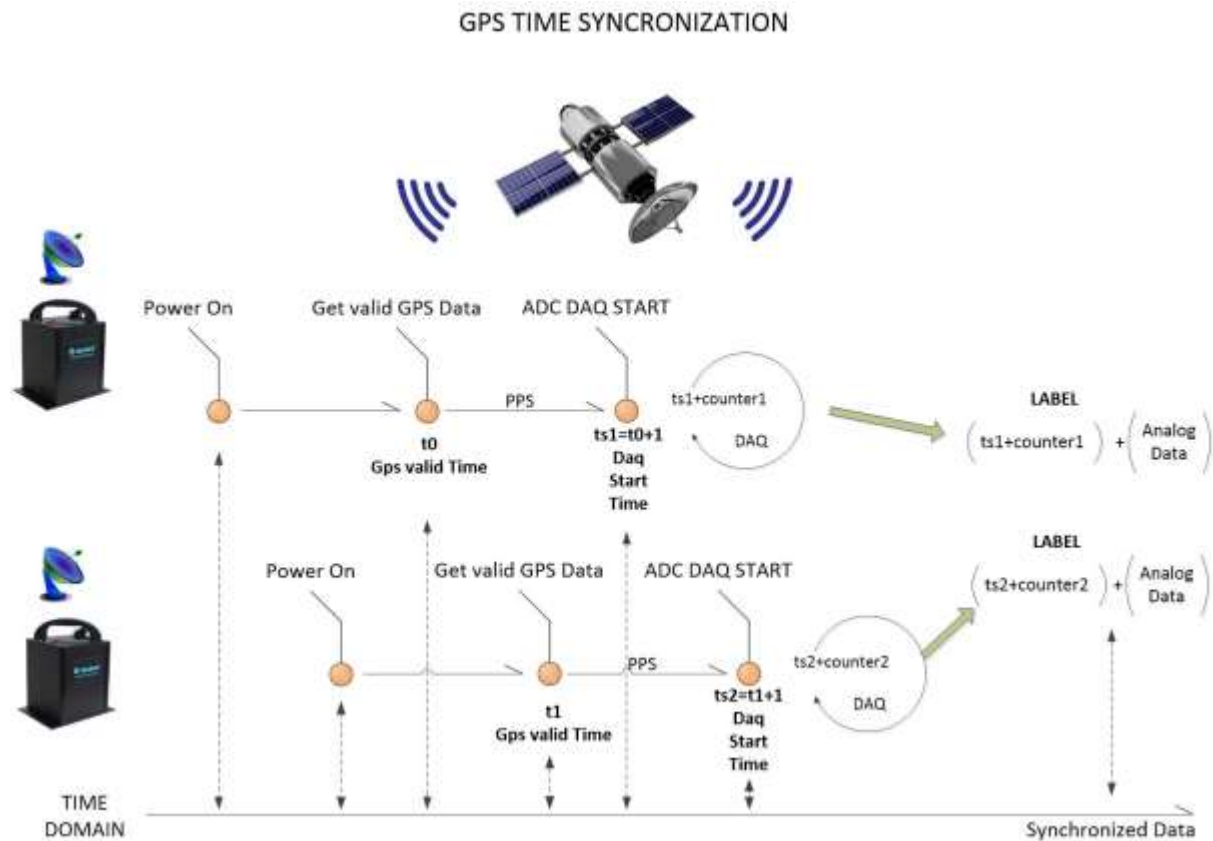 GPS TIME SYNCRONIZATION
Power On
Get valid GPS Data
ADC DAQ START
PPS
t0
Gps valid Time
ts1=t0+1
Daq
Start
Time
ts1+counter1
DAQ
LABEL
(ts1+counter1) + (Analog
Data)
Power On
Get valid GPS Data
ADC DAQ START
PPS
t1
Gps valid Time
ts2=t1+1
Daq
Start
Time
ts2+counter2
DAQ
LABEL
(ts2+counter2) + (Analog
Data)
TIME
DOMAIN
Synchronized Data